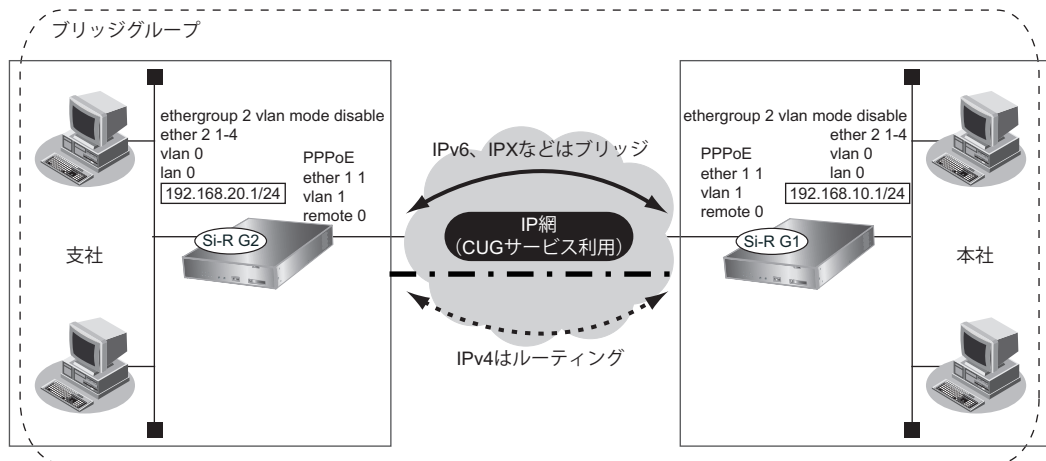 ブリッジグループ
ethergroup 2 vlan mode disable
ether 2 1-4
vlan 0
lan 0
192.168.20.1/24
PPPoE
ether 1 1
vlan 1
remote 0
Si-R G2
支社
IPv6、IPXなどはブリッジ
IP網
（CUGサービス利用）
IPv4はルーティング
ethergroup 2 vlan mode disable
ether 2 1-4
vlan 0
lan 0
192.168.10.1/24
PPPoE
ether 1 1
vlan 1
remote 0
Si-R G1
本社